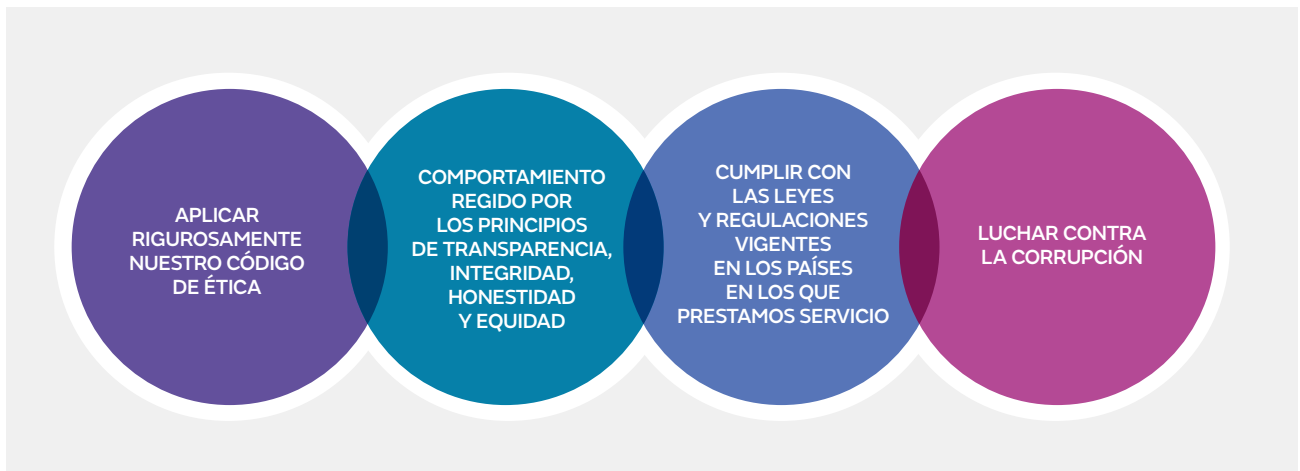 APLICAR
RIGUROSAMENTE
NUESTRO CÓDIGO
DE ÉTICA
COMPORTAMIENTO
REGIDO POR
LOS PRINCIPIOS
DE TRANSPARENCIA,
INTEGRIDAD,
HONESTIDAD
Y EQUIDAD
CUMPLIR CON
LAS LEYES
Y REGULACIONES
VIGENTES
EN LOS PAÍSES
EN LOS QUE
PRESTAMOS SERVICIO
LUCHAR CONTRA
LA CORRUPCIÓN